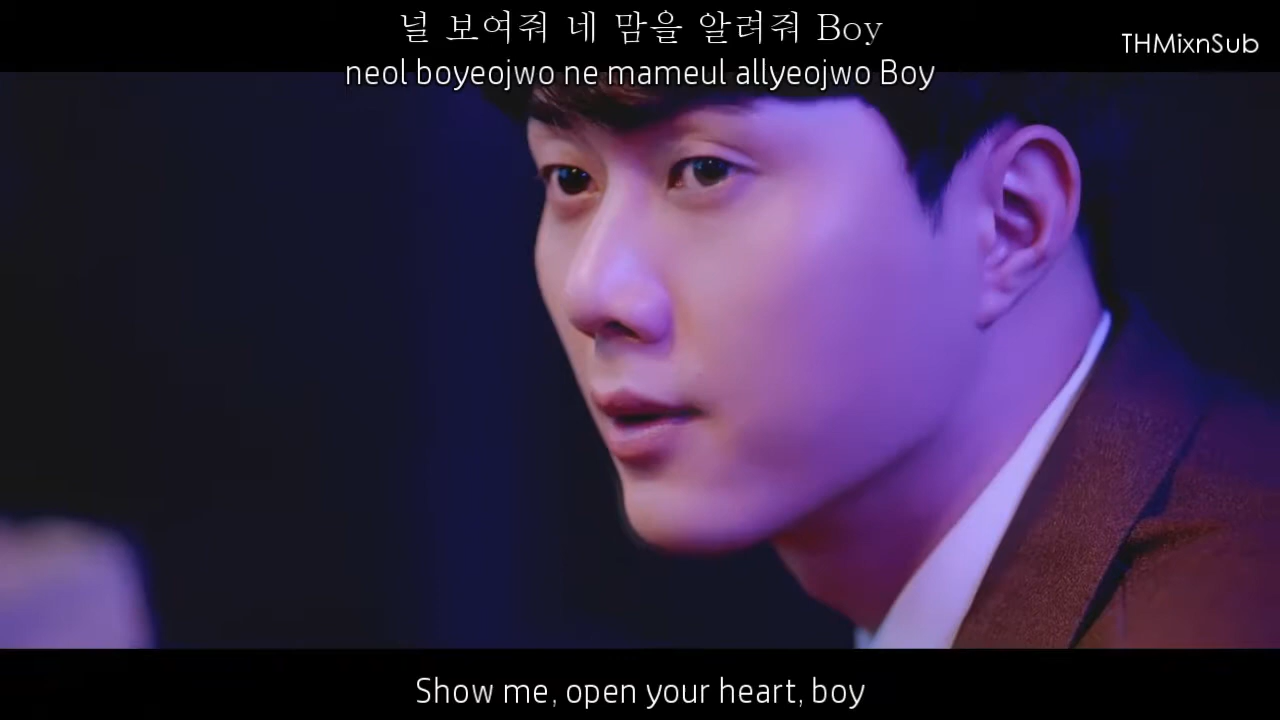 널 보여줘 네 맘을 알려줘 Boy
THMixnSub
neol boyeojwo ne mameul allyeojwo Boy
Show me, open your heart, boy